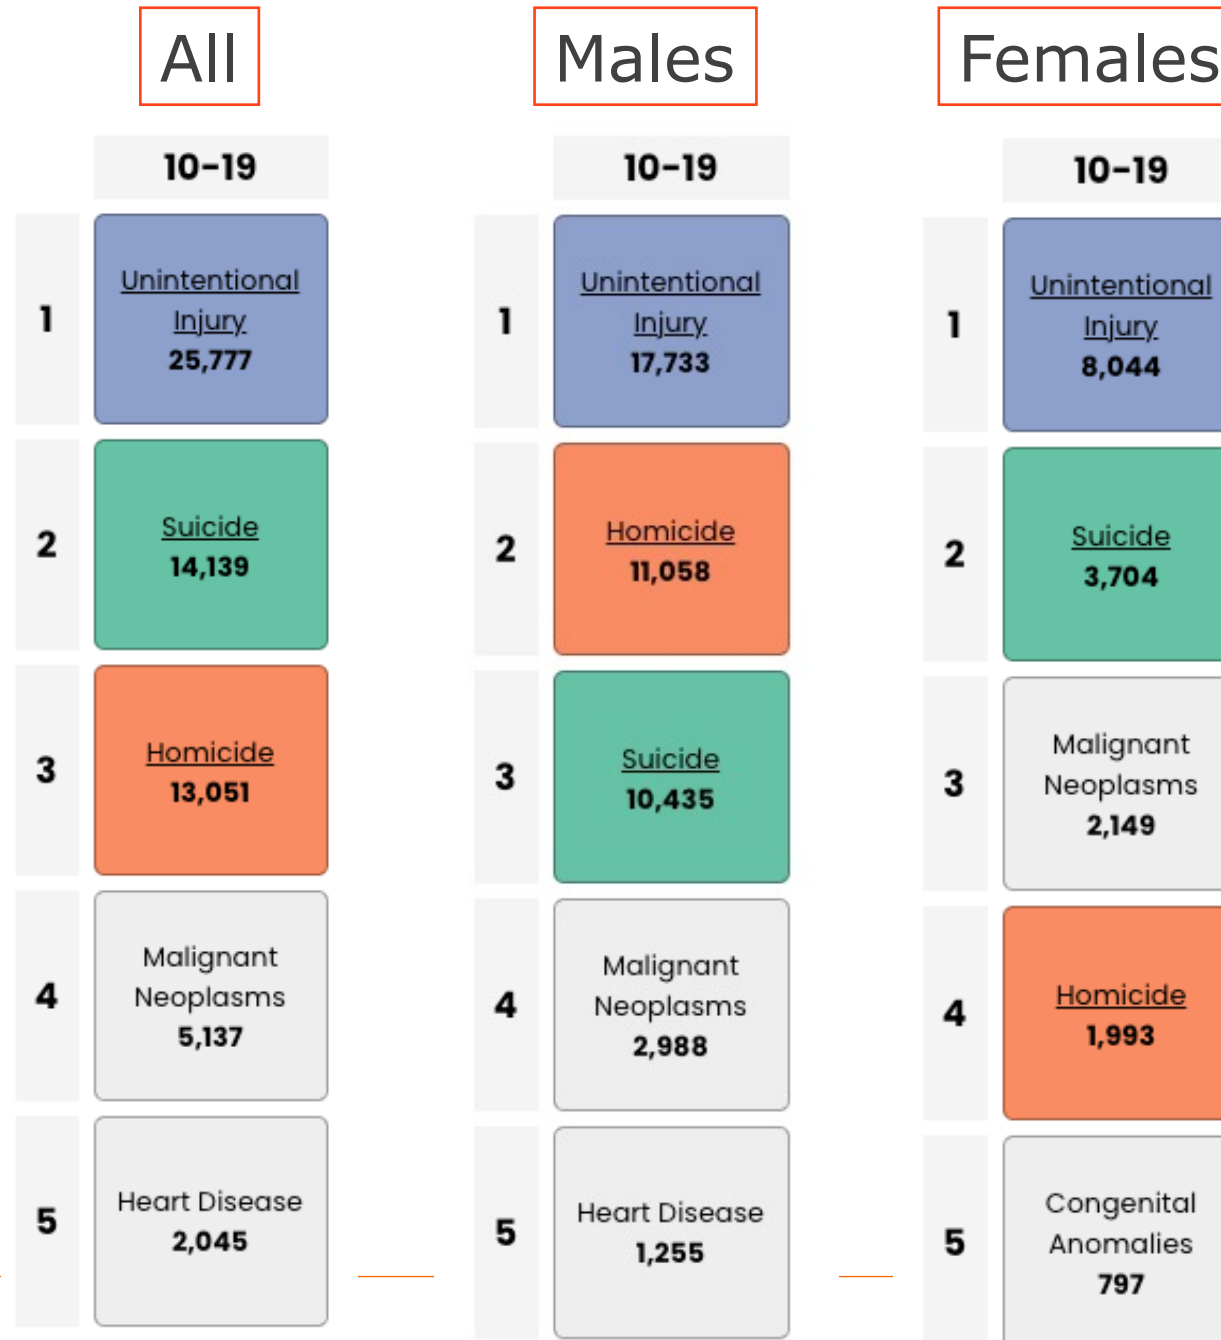 All
10-19
1
Unintentional
Injury
25,777
2
Suicide
14,139
3
Homicide
13,051
4
Malignant
Neoplasms
5,137
5
Heart Disease
2,045
Males
10-19
1
Unintentional
Injury
17,733
2
Homicide
11,058
3
Suicide
10,435
4
Malignant
Neoplasms
2,988
5
Heart Disease
1,255
Females
10-19
1
Unintentional
Injury
8,044
2
Suicide
3,704
3
Malignant
Neoplasms
2,149
4
Homicide
1,993
5
Congenital
Anomalies
797